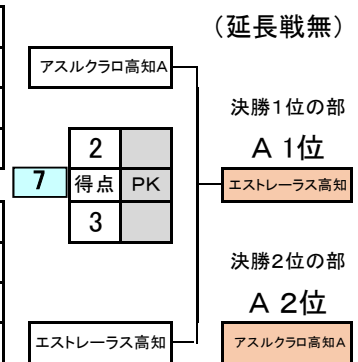 （延長戦無）
アスルクラロ高知A
決勝1位の部
A 1位
2
7
得点 PK
エストレーラス高知
3
決勝2位の部
A 2位
エストレーラス高知
アスルクラロ高知A